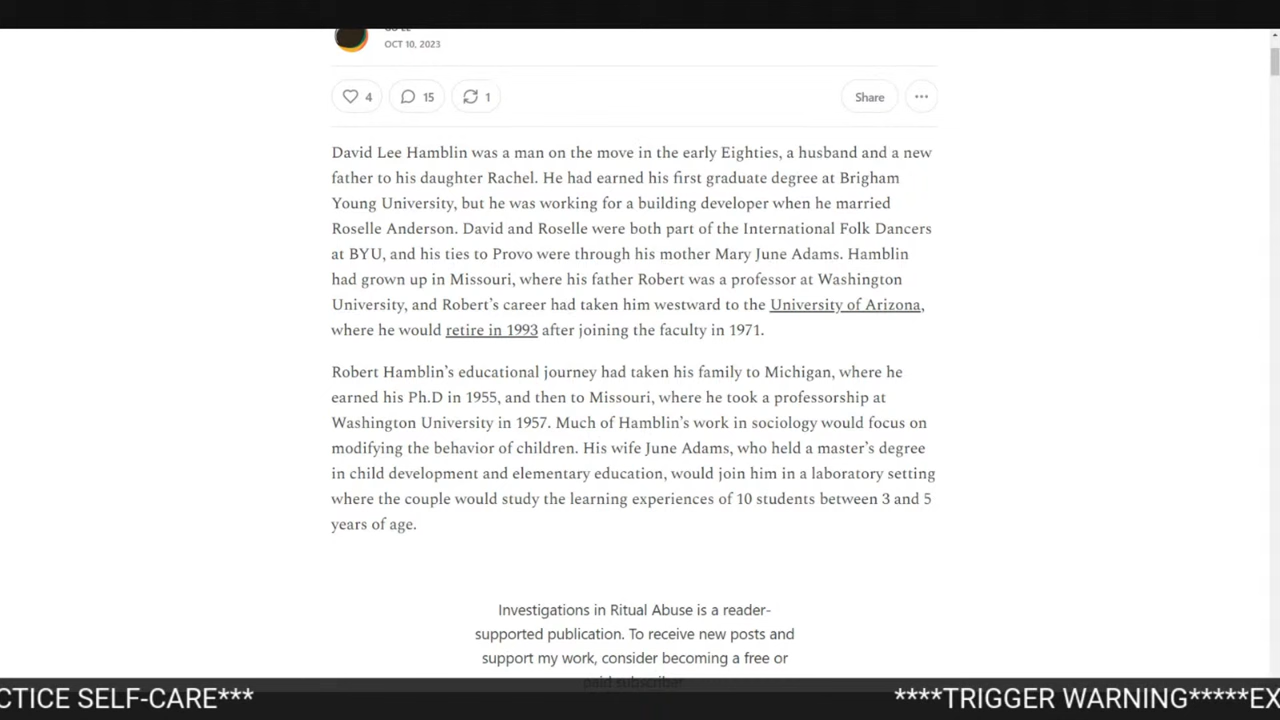 OCT 10, 2023
4
15
1
Share
David Lee Hamblin was a man on the move in the early Eighties, a husband and a new
father to his daughter Rachel. He had earned his first graduate degree at Brigham
Young University, but he was working for a building developer when he married
Roselle Anderson. David and Roselle were both part of the International Folk Dancers
at BYU, and his ties to Provo were through his mother Mary June Adams. Hamblin
had grown up in Missouri, where his father Robert was a professor at Washington
University, and Robert’s career had taken him westward to the University of Arizona,
where he would retire in 1993 after joining the faculty in 1971.
Robert Hamblin’s educational journey had taken his family to Michigan, where he
earned his Ph.D in 1955, and then to Missouri, where he took a professorship at
Washington University in 1957. Much of Hamblin’s work in sociology would focus on
modifying the behavior of children. His wife June Adams, who held a master’s degree
in child development and elementary education, would join him in a laboratory setting
where the couple would study the learning experiences of 10 students between 3 and 5
years of age.
Investigations in Ritual Abuse is a reader-
supported publication. To receive new posts and
support my work, consider becoming a free or
paid subscriber
CTICE SELF-CARE*** ****TRIGGER WARNING*****EX